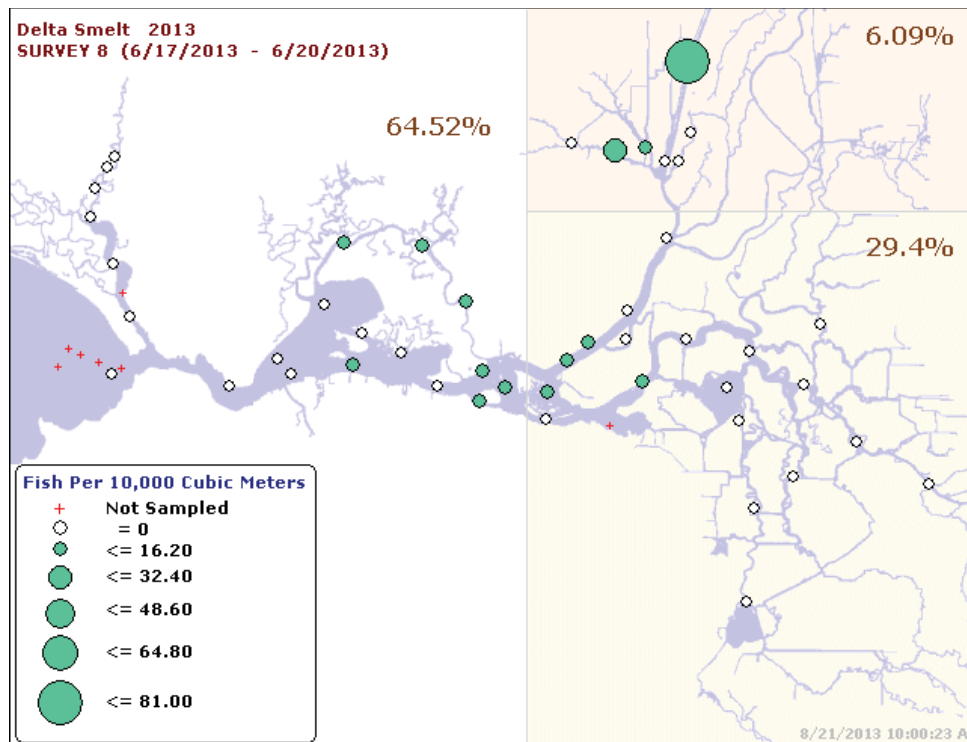 Delta Smelt 2013
SURVEY 8 (6/17/2013 - 6/20/2013)
64.52%
6.09%
29.4%
Fish Per 10,000 Cubic Meters
Not Sampled
= 0
<= 16.20
<= 32.40
<= 48.60
<= 64.80
<= 81.00
8/21/2013 10:00:23 A